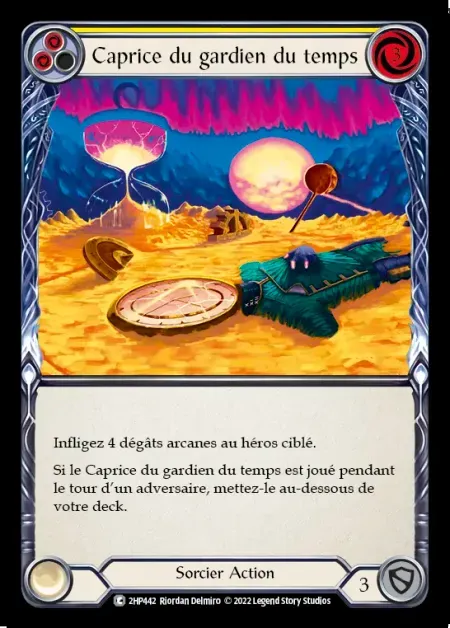 Caprice du gardien du temps
3
Infligez 4 dégâts arcanes au héros ciblé.
Si le Caprice du gardien du temps est joué pendant
le tour d'un adversaire, mettez-le au-dessous de
votre deck.
Sorcier Action
3
C 2HP442 Riordan Delmiro © 2022 Legend Story Studios